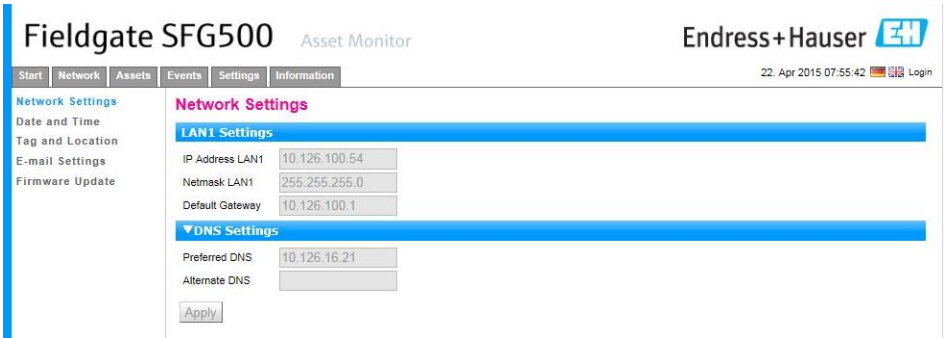 Fieldgate SFG500 Asset Monitor
Endress+Hauser EH
Start Network Assets Events Settings Information
22. Apr 2015 07:55:42 Login
Network Settings
Date and Time
Tag and Location
E-mail Settings
Firmware Update
Network Settings
LAN1 Settings
IP Address LAN1 10.126.100.54
Netmask LAN1 255.255.255.0
Default Gateway 10.126.100.1
▼DNS Settings
Preferred DNS 10.126.16.21
Alternate DNS
Apply